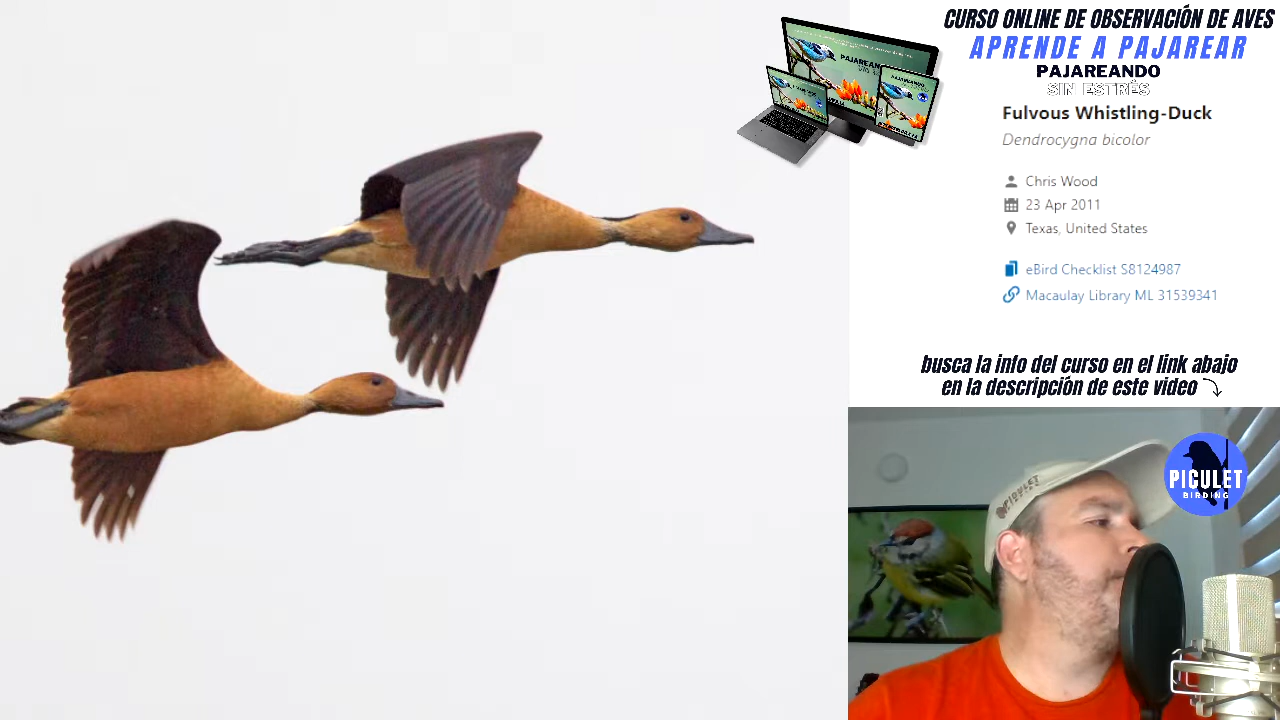 CURSO ONLINE DE OBSERVACIÓN DE AVES
APRENDE A PAJAREAR
PAJAREANDO
SIN ESTRÉS
Fulvous Whistling-Duck
Dendrocygna bicolor
Chris Wood
23 Apr 2011
Texas, United States
eBird Checklist S8124987
Macaulay Library ML 31539341
busca la info del curso en el link abajo
en la descripción de este video
PICULET
BIRDING
PICULET